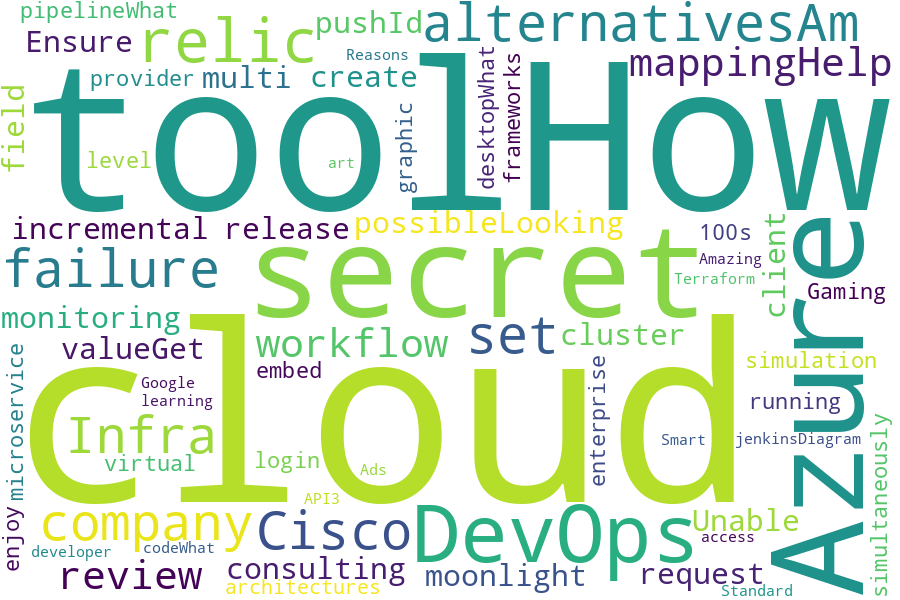 pipelineWhat
pushId
alternativesAm
Ensure
relic
Reasons
mappingHelp
provider
multi
create
toolHow
field
level
art
graphic
desktopWhat
frameworks
incremental
release
possibleLooking
100s
client
Azure
failure
secret
Amazing
Terraform
Gaming
monitoring
valueGet
workflow
set
cluster
cloud
microservice
Google
learning
embed
enterprise
simulation
running
Infra
virtual
login
Ads
Smart
jenkinsDiagram
simultaneously
API3
enjoy
company
Cisco
DevOps
Unable
developer
codeWhat
access
review
consulting
architectures
moonlight
request
Standard